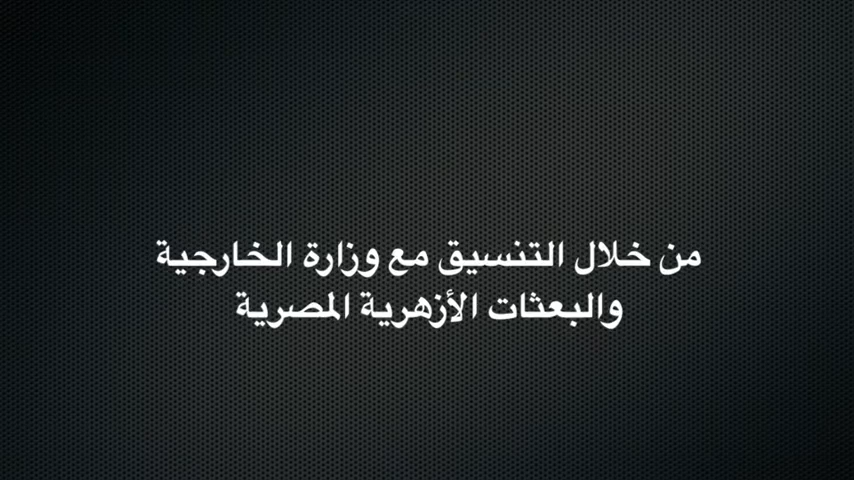 من خلال التنسيق مع وزارة الخارجية
والبعثات الأزهرية المصرية